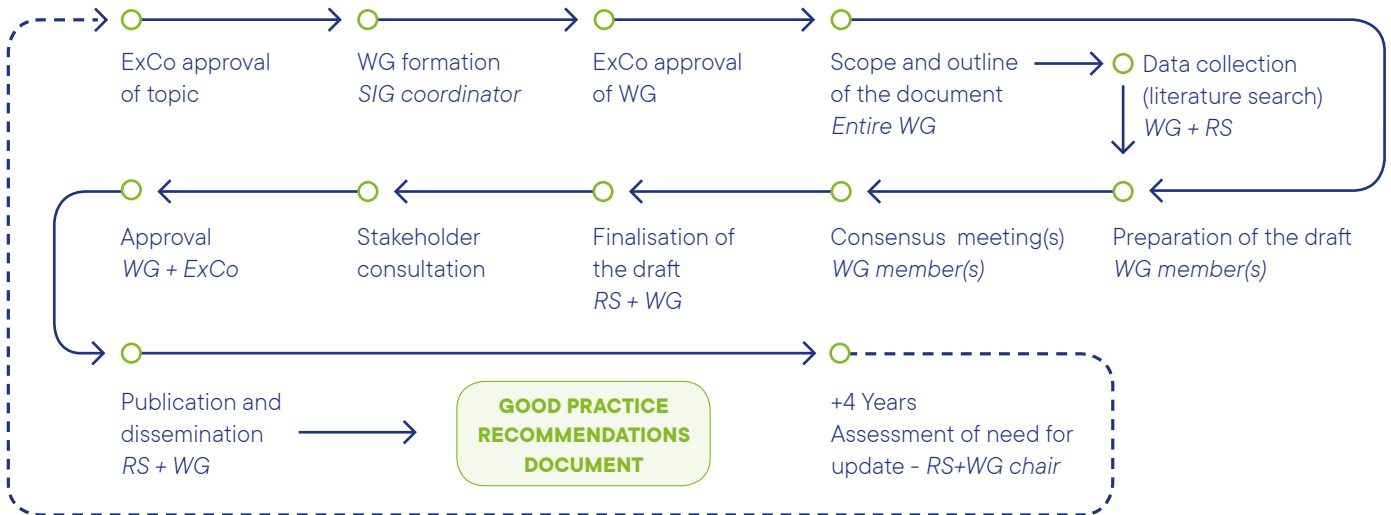 ExCo approval
of topic
WG formation
SIG coordinator
ExCo approval
of WG
Scope and outline
of the document
Entire WG
Data collection
(literature search)
WG + RS
Approval
WG + ExCo
Stakeholder
consultation
Finalisation of
the draft
RS + WG
Consensus meeting(s)
WG member(s)
Preparation of the draft
WG member(s)
Publication and
dissemination
RS + WG
GOOD PRACTICE
RECOMMENDATIONS
DOCUMENT
+4 Years
Assessment of need for
update - RS+WG chair